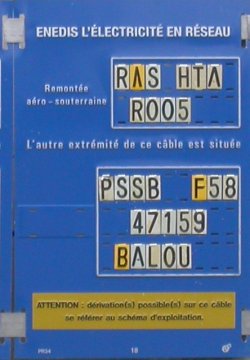 ENEDIS L'ÉLECTRICITÉ EN RÉSEAU
Remontée
aéro-souterraine
RAS HTA
R005
L'autre extrémité de ce câble est située
PSSB F58
47159
BALOU
ATTENTION : dérivation(s) possible(s) sur ce câble
se référer au schéma d'exploitation.
PR54 18